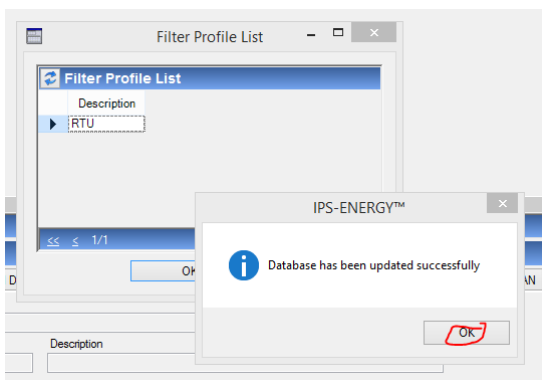 Filter Profile List
Filter Profile List
Description
RTU
<< < 1/1
OK
IPS-ENERGY™
Database has been updated successfully
OK
D
AN
Description